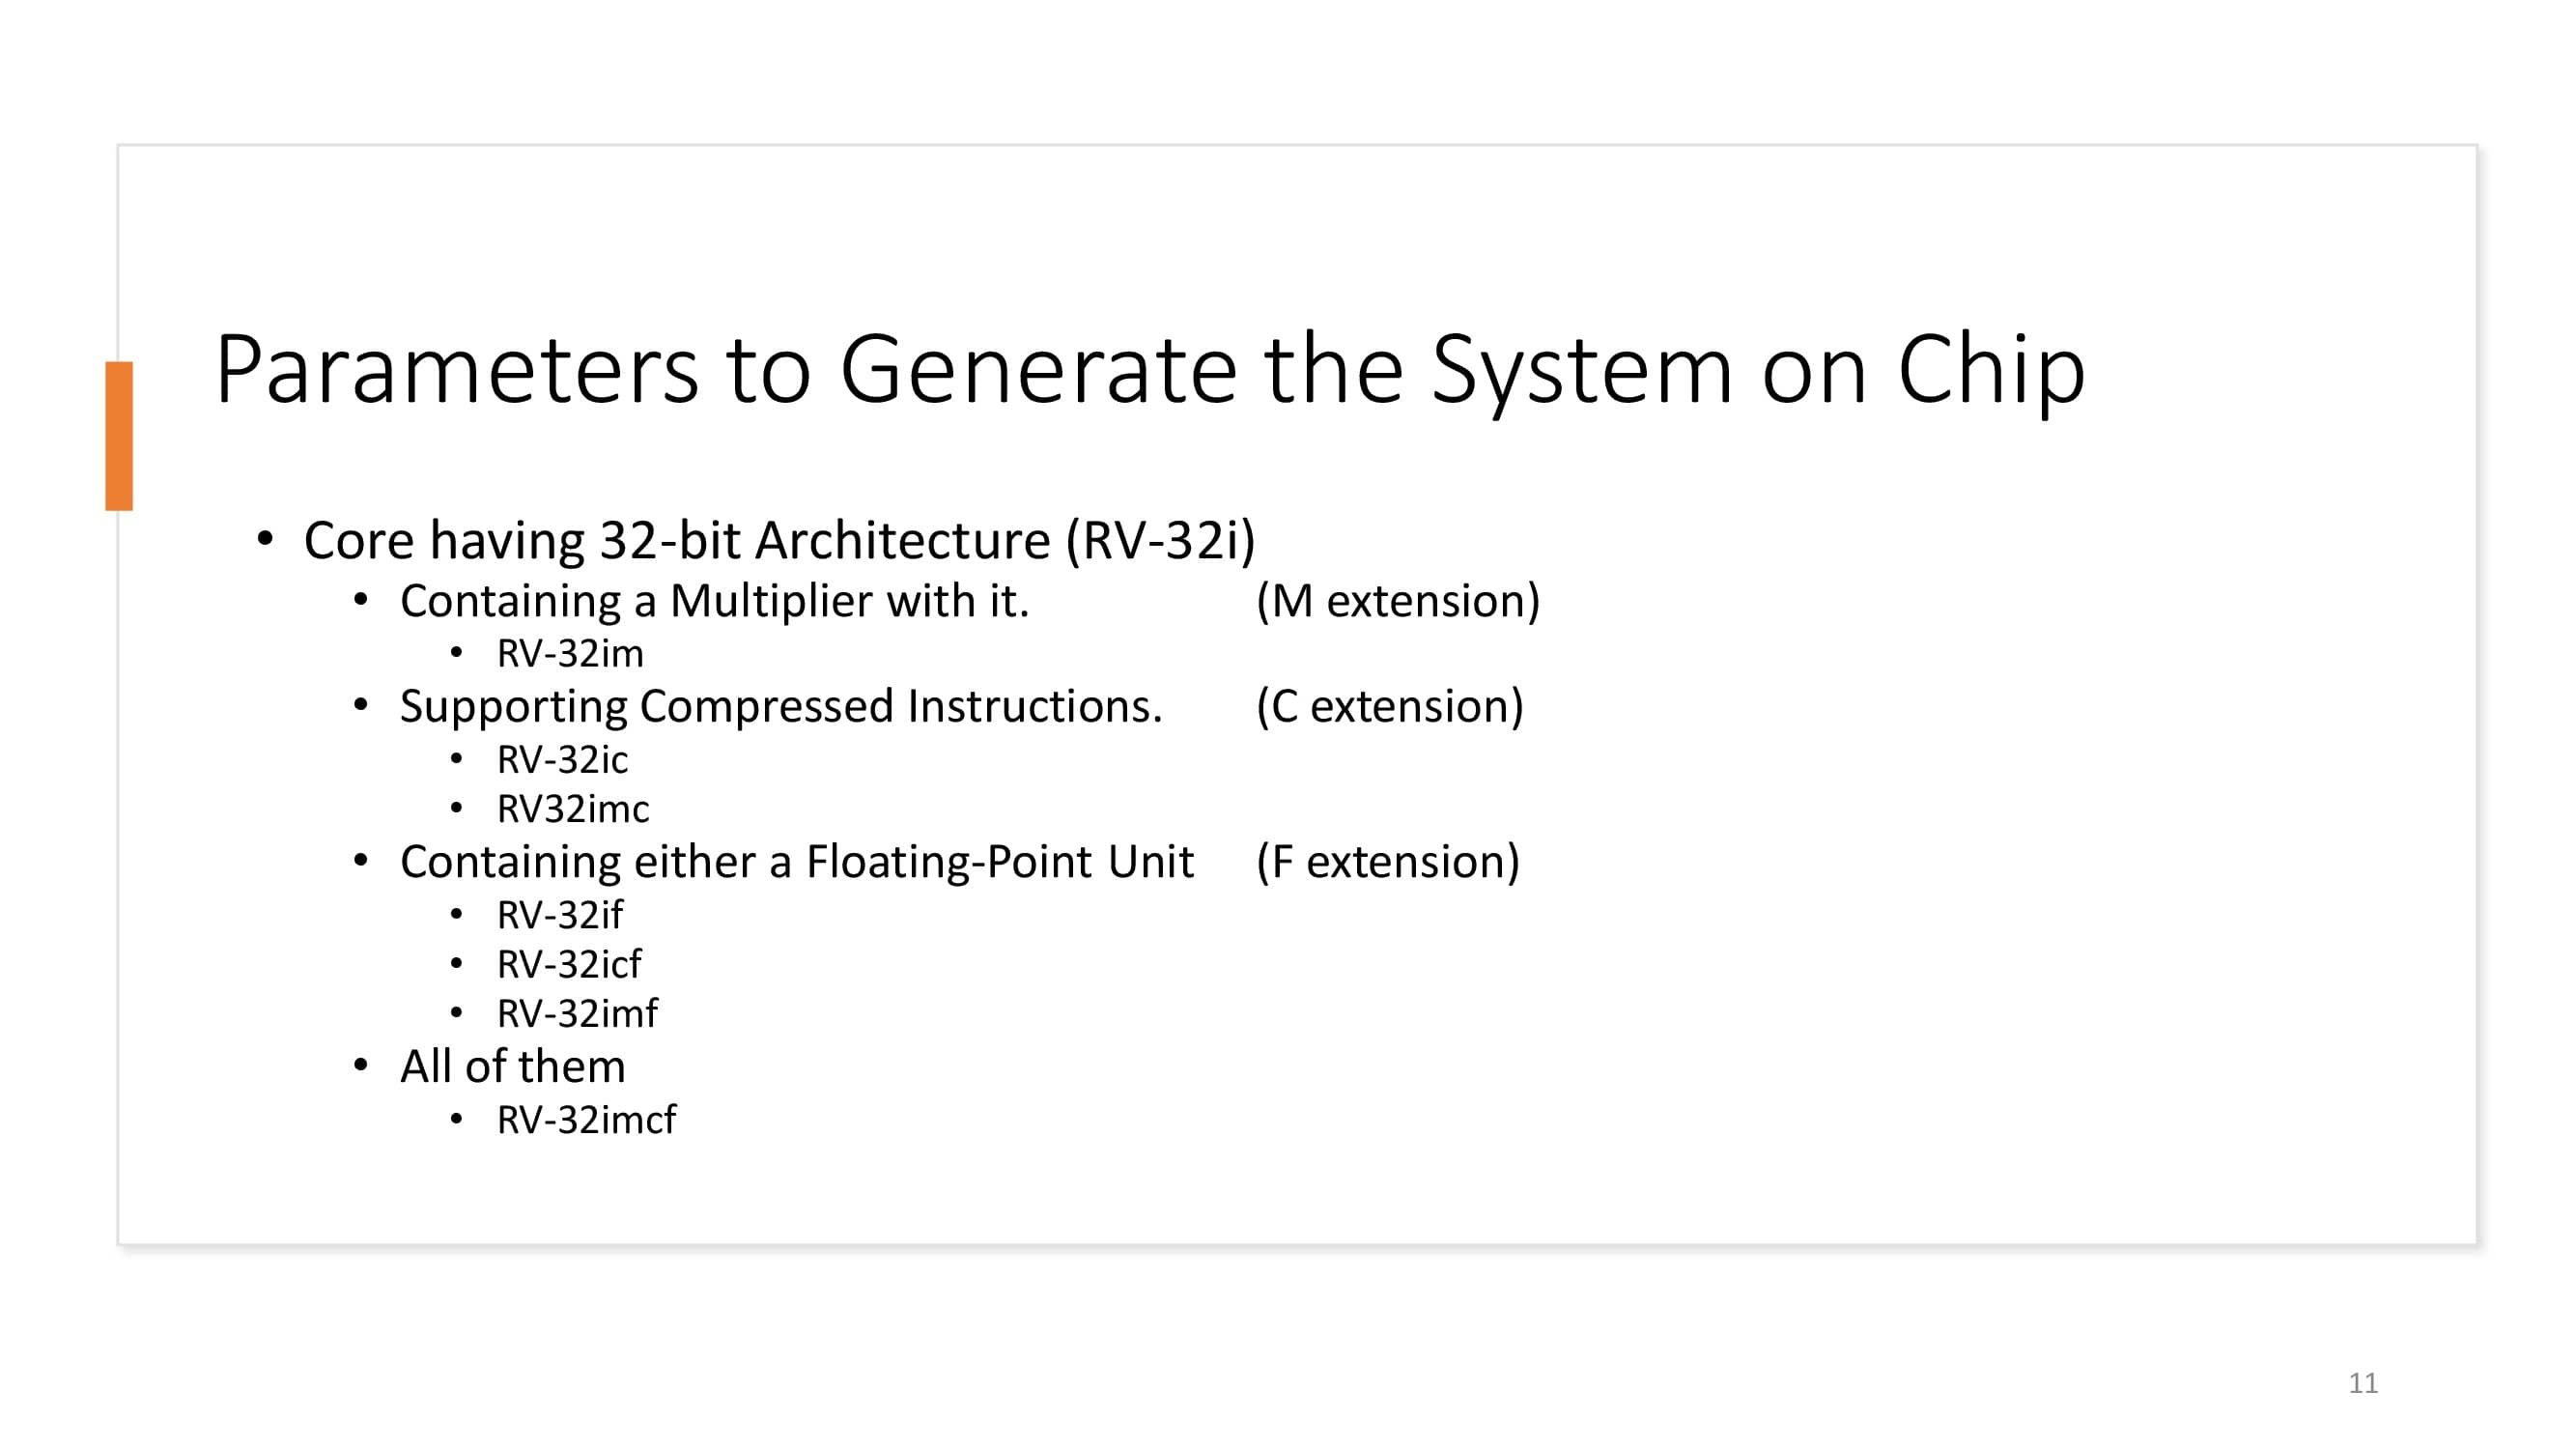 Parameters to Generate the System on Chip
• Core having 32-bit Architecture (RV-32i)
• Containing a Multiplier with it. (M extension)
• RV-32im
• Supporting Compressed Instructions. (C extension)
• RV-32ic
• RV32imc
• Containing either a Floating-Point Unit (F extension)
• RV-32if
• RV-32icf
• RV-32imf
• All of them
• RV-32imcf
11